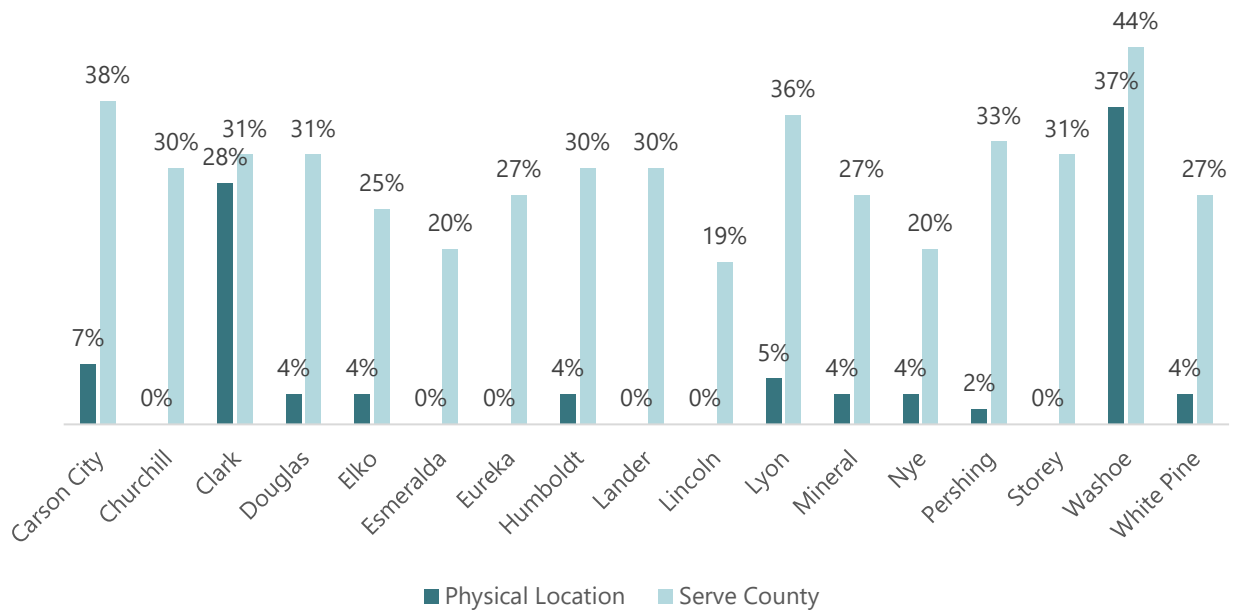 44%
38%
37%
36%
33%
31%
31%
31%
30%
30%
30%
28%
27%
27%
27%
25%
20%
20%
19%
7%
5%
4%
4%
4%
4%
4%
4%
2%
0%
0%
0%
0%
0%
0%
Carson City
Churchill
Clark
Douglas
Elko
Esmeralda
Eureka
Humboldt
Lander
Lincoln
Lyon
Mineral
Nye
Pershing
Storey
Washoe
White Pine
Physical Location Serve County